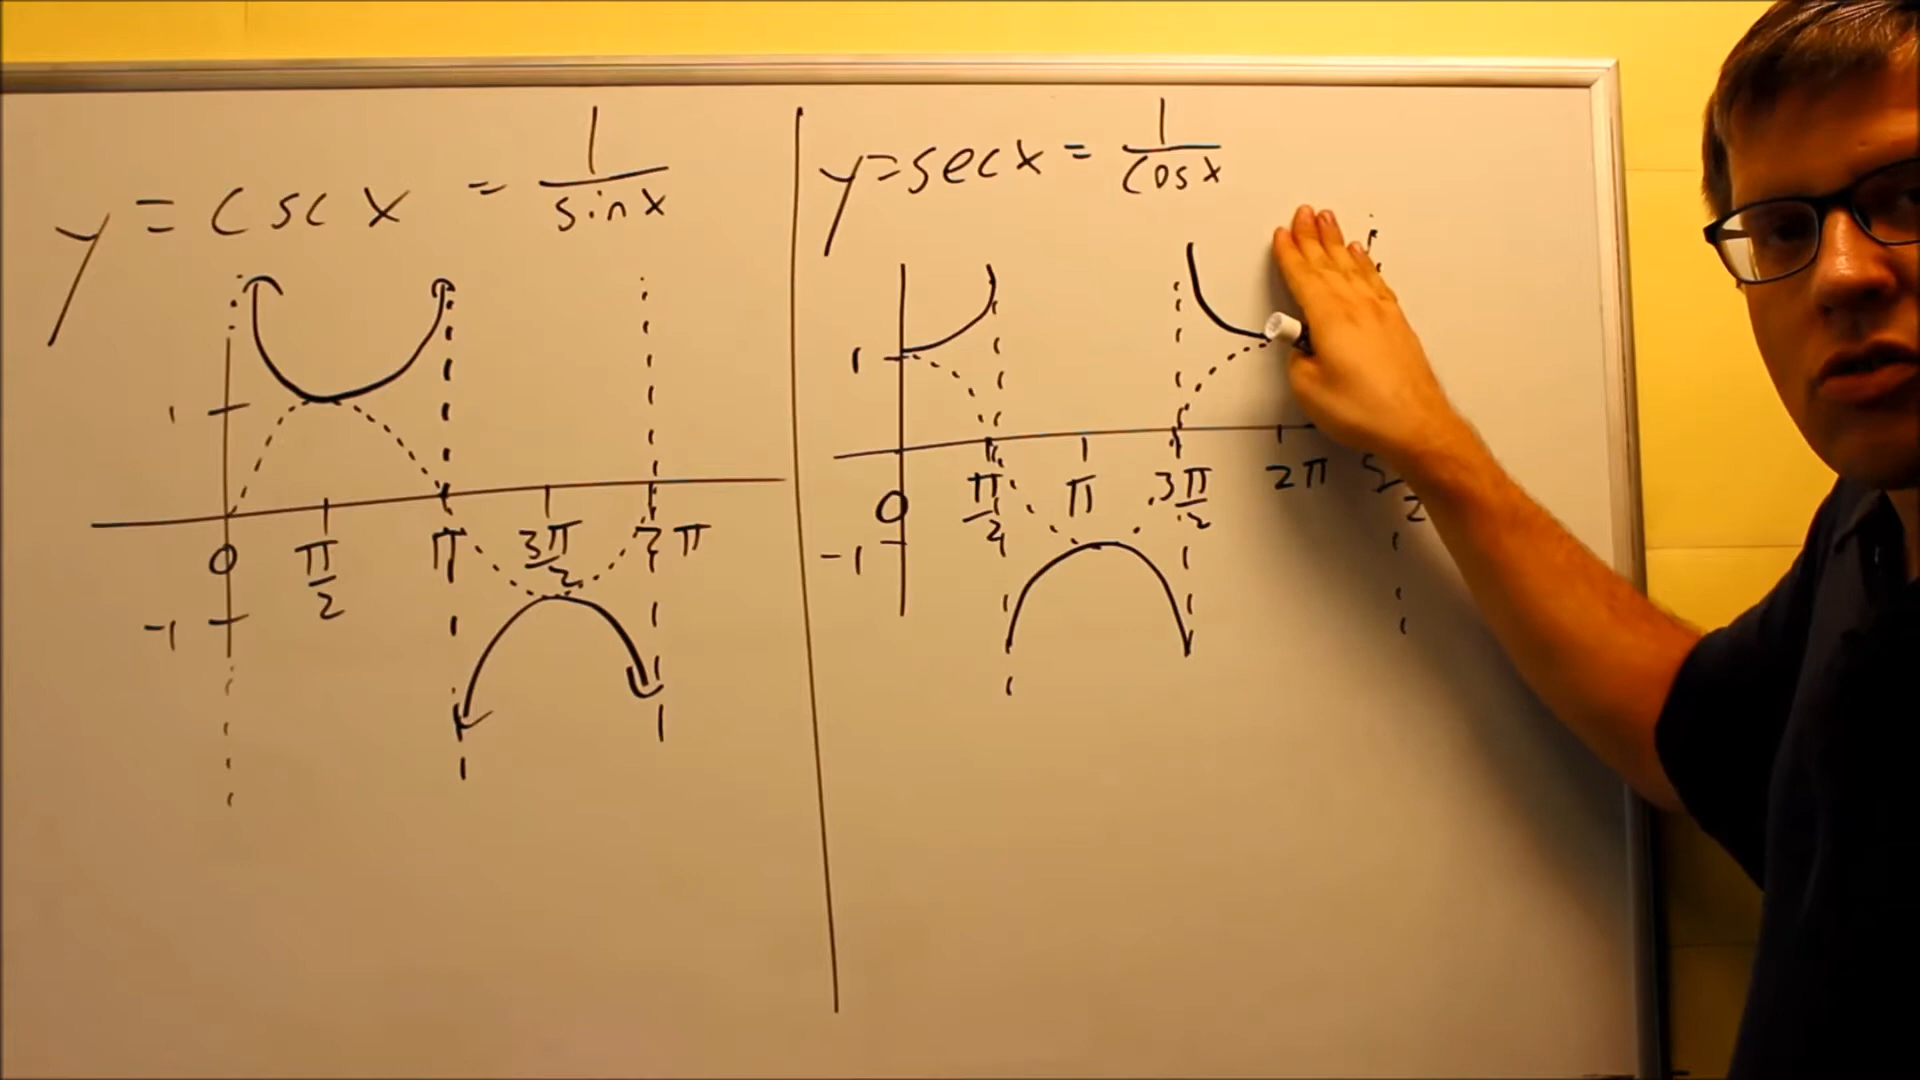 y = csc x = 1/sin x
1
-1
0 π/2 π 3π/2 2π
y = sec x = 1/cos x
1
-1
0 π/2 π 3π/2 2π